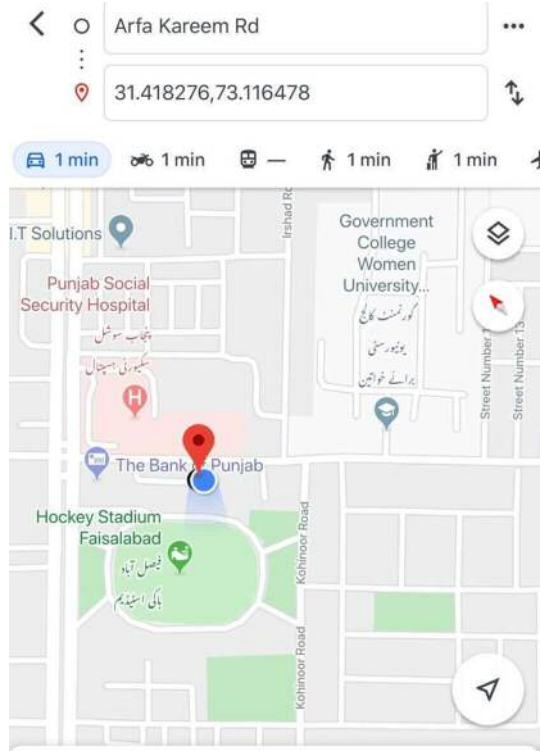 Arfa Kareem Rd
31.418276,73.116478
1 min
1 min
—
1 min
1 min
I.T Solutions
Irshad Rd
Government
College
Women
University...
گورنمنٹ کالج
یونیورسٹی
برائے خواتین
Punjab Social
Security Hospital
پنجاب سوشل
سکیورٹی ہسپتال
H
Street Number 1
Street Number 13
The Bank of Punjab
Hockey Stadium
Faisalabad
فیصل آباد
ہاکی اسٹیڈیم
Kohinoor Road
Kohinoor Road